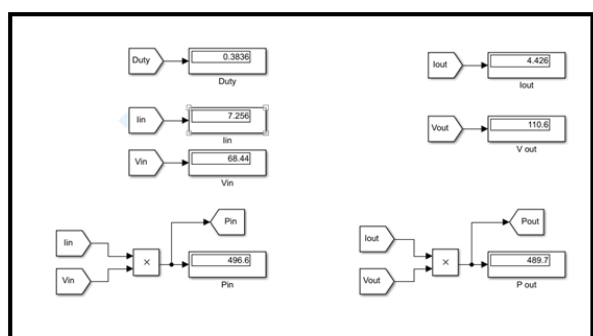 Duty
0.3836
Duty
Iin
7.256
Iin
Vin
68.44
Vin
Iout
4.426
Iout
Vout
110.6
V out
Iin
Vin
×
Pin
496.6
Pin
Iout
Vout
×
Pout
489.7
P out